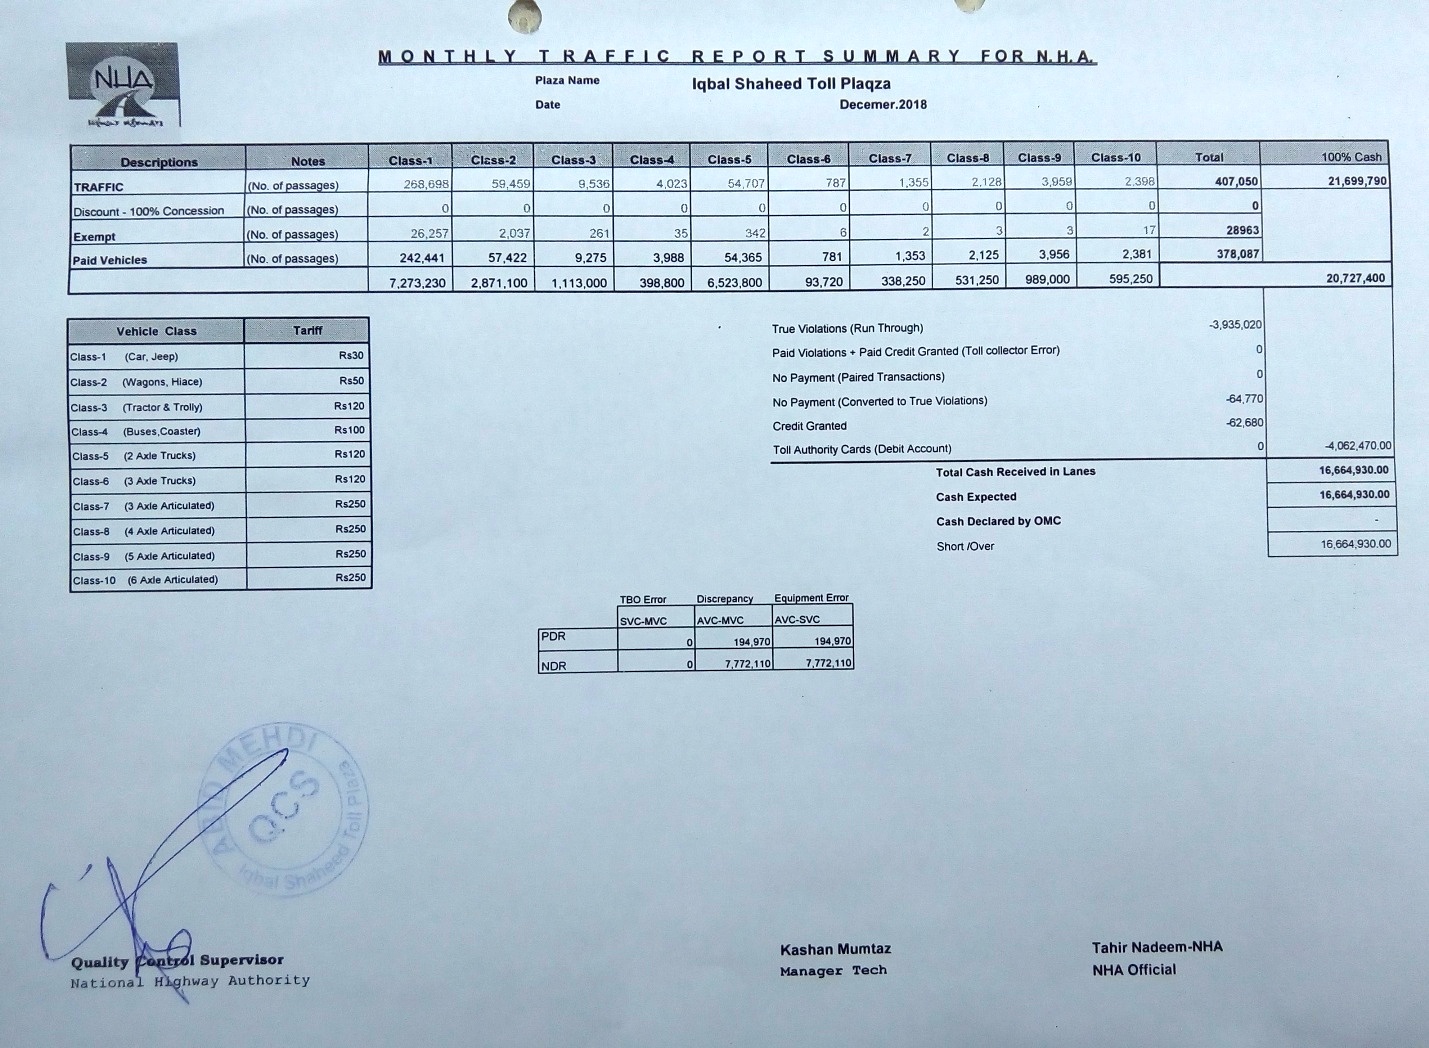 NHA
MONTHLY TRAFFIC REPORT SUMMARY FOR N.H.A.
Plaza Name Iqbal Shaheed Toll Plaqza
Date Decemer.2018
Descriptions Notes Class-1 Class-2 Class-3 Class-4 Class-5 Class-6 Class-7 Class-8 Class-9 Class-10 Total 100% Cash
TRAFFIC (No. of passages) 268,698 59,459 9,536 4,023 54,707 787 1,355 2,128 3,959 2,398 407,050 21,699,790
Discount - 100% Concession (No. of passages) 0 0 0 0 0 0 0 0 0 0 0
Exempt (No. of passages) 26,257 2,037 261 35 342 6 2 3 3 17 28963
Paid Vehicles (No. of passages) 242,441 57,422 9,275 3,988 54,365 781 1,353 2,125 3,956 2,381 378,087
7,273,230 2,871,100 1,113,000 398,800 6,523,800 93,720 338,250 531,250 989,000 595,250 20,727,400
Vehicle Class Tariff
Class-1 (Car, Jeep) Rs30
Class-2 (Wagons, Hiace) Rs50
Class-3 (Tractor & Trolly) Rs120
Class-4 (Buses,Coaster) Rs100
Class-5 (2 Axle Trucks) Rs120
Class-6 (3 Axle Trucks) Rs120
Class-7 (3 Axle Articulated) Rs250
Class-8 (4 Axle Articulated) Rs250
Class-9 (5 Axle Articulated) Rs250
Class-10 (6 Axle Articulated) Rs250
True Violations (Run Through) -3,935,020
Paid Violations + Paid Credit Granted (Toll collector Error) 0
No Payment (Paired Transactions) 0
No Payment (Converted to True Violations) -64,770
Credit Granted -62,680
Toll Authority Cards (Debit Account) 0 -4,062,470.00
Total Cash Received in Lanes 16,664,930.00
Cash Expected 16,664,930.00
Cash Declared by OMC -
Short /Over 16,664,930.00
TBO Error Discrepancy Equipment Error
SVC-MVC AVC-MVC AVC-SVC
PDR 0 194,970 194,970
NDR 0 7,772,110 7,772,110
MEHDI
QCS
Iqbal Shaheed Toll Plaza
Quality Control Supervisor
National Highway Authority
Kashan Mumtaz
Manager Tech
Tahir Nadeem-NHA
NHA Official